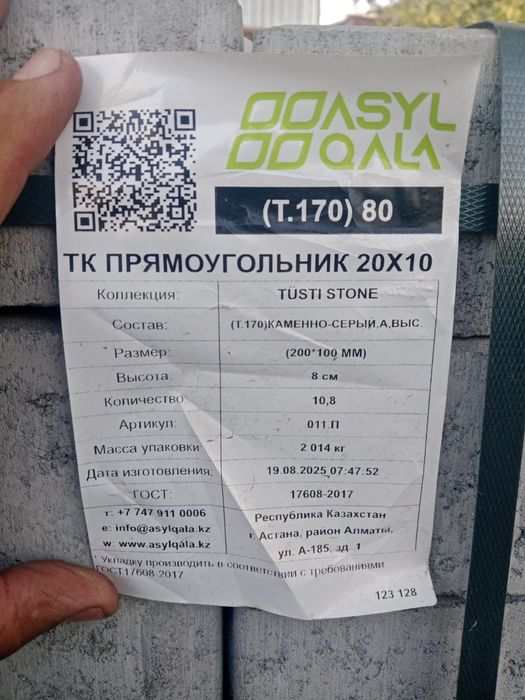 ASYL
QALA
(T.170) 80
ТК ПРЯМОУГОЛЬНИК 20X10
Коллекция: TÜSTI STONE
Состав: (Т.170)КАМЕННО-СЕРЫЙ,А,ВЫС.
Размер: (200*100 ММ)
Высота: 8 см
Количество: 10,8
Артикул: 011.П
Масса упаковки: 2 014 кг
Дата изготовления: 19.08.2025 07:47:52
ГОСТ: 17608-2017
т: +7 747 911 0006
e: info@asylqala.kz
w: www.asylqala.kz
Республика Казахстан
г. Астана, район Алматы,
ул. А-185, зд. 1
* Укладку производить в соответствии с требованиями
ГОСТ17608-2017
123 128